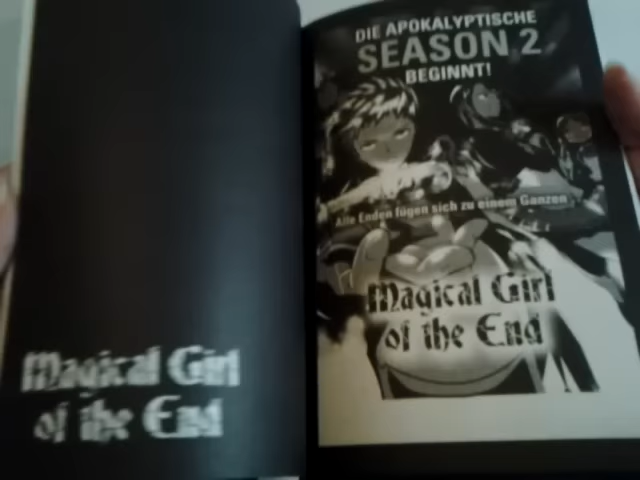 Magical Girl
of the End
DIE APOKALYPTISCHE
SEASON 2
BEGINNT!
Alle Enden fügen sich zu einem Ganzen
Magical Girl
of the End